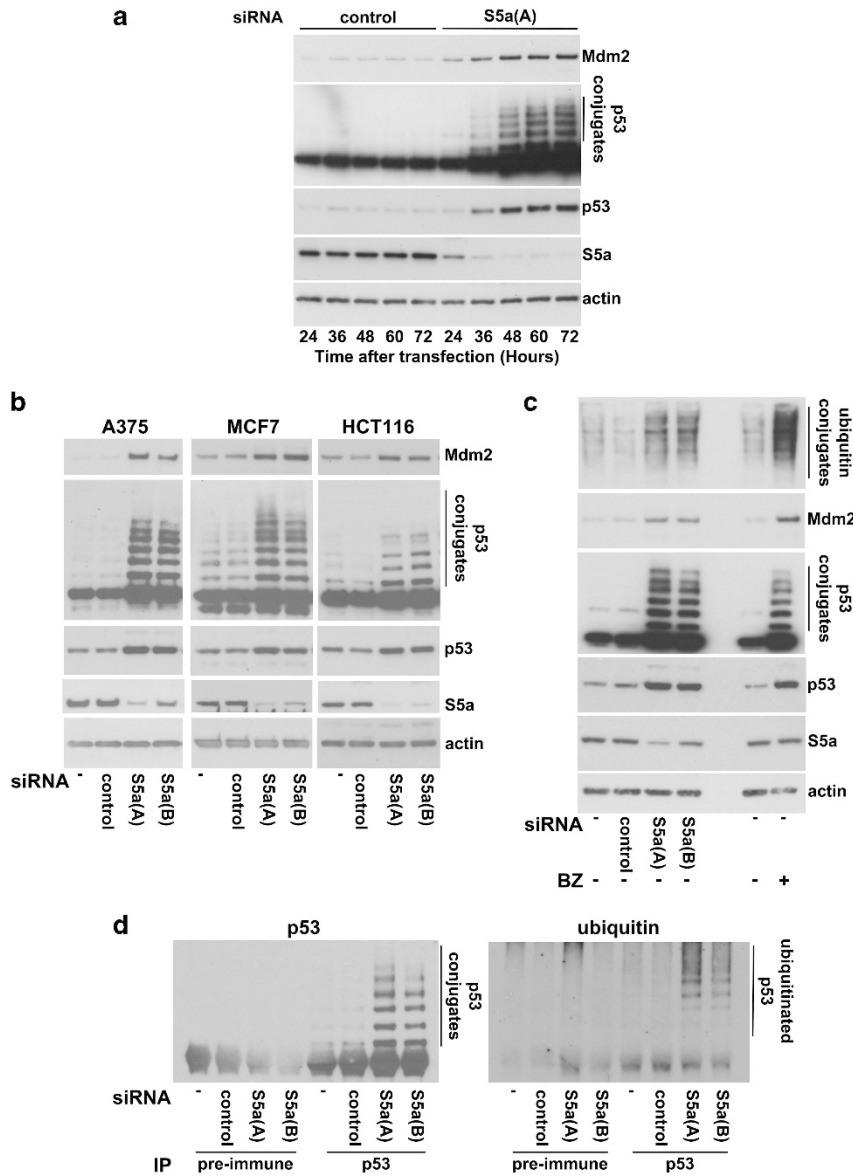 a
siRNA control S5a(A)
Mdm2
p53
conjugates
p53
S5a
actin
24 36 48 60 72 24 36 48 60 72
Time after transfection (Hours)
b
A375 MCF7 HCT116
Mdm2
p53
conjugates
p53
S5a
actin
siRNA - control S5a(A) S5a(B) - control S5a(A) S5a(B) - control S5a(A) S5a(B)
c
ubiquitin
conjugates
Mdm2
p53
conjugates
p53
S5a
actin
siRNA - control S5a(A) S5a(B) - -
BZ - - - - - +
d
p53 ubiquitin
p53
conjugates
ubiquitinated
p53
siRNA - control S5a(A) S5a(B) - control S5a(A) S5a(B) - control S5a(A) S5a(B) - control S5a(A) S5a(B)
IP pre-immune p53 pre-immune p53